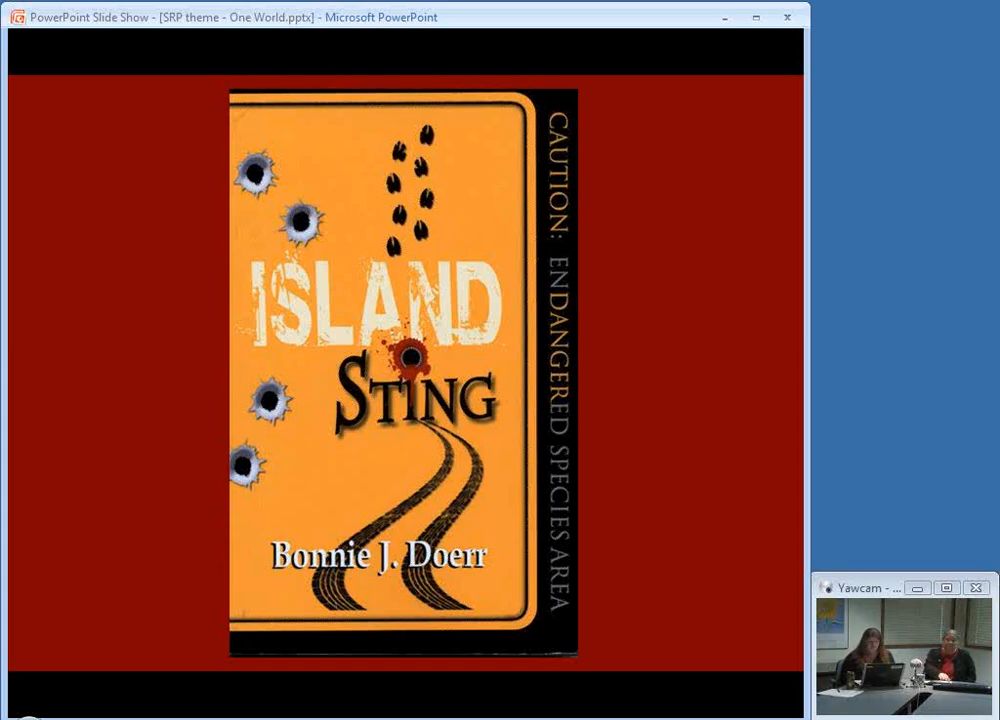 PowerPoint Slide Show - [SRP theme - One World.pptx] - Microsoft PowerPoint
ISLAND
STING
Bonnie J. Doerr
CAUTION: ENDANGERED SPECIES AREA
Yawcam - ...